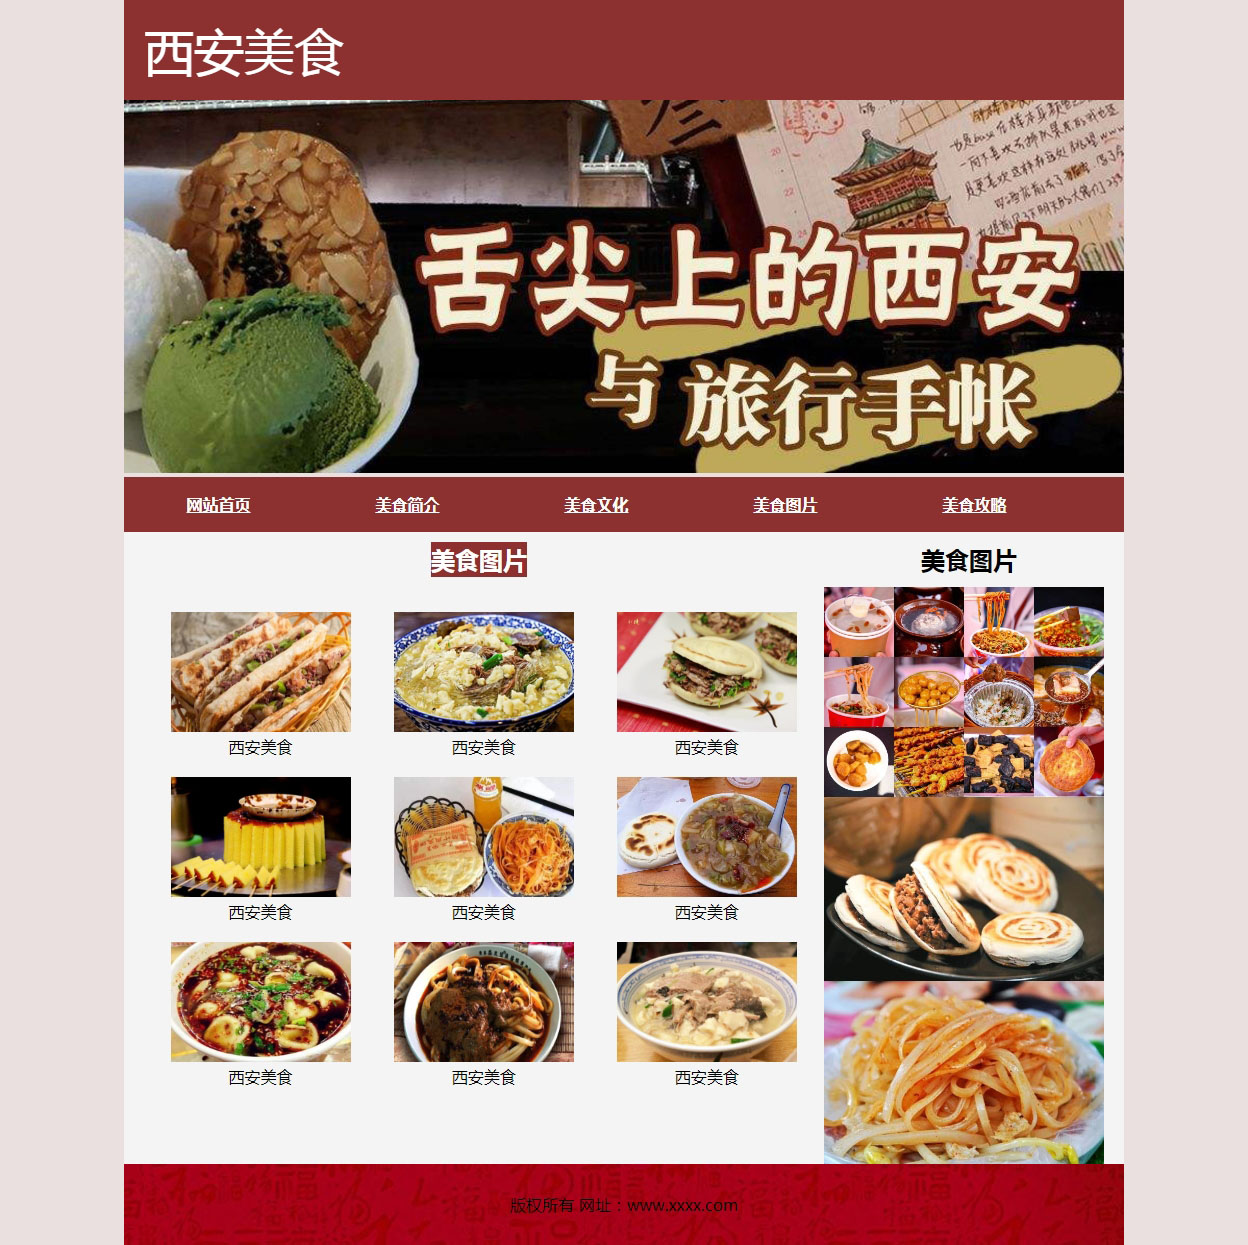 西安美食
舌尖上的西安
与 旅行手帐
网站首页 美食简介 美食文化 美食图片 美食攻略
美食图片
西安美食 西安美食 西安美食
西安美食 西安美食 西安美食
西安美食 西安美食 西安美食
美食图片
版权所有 网址：www.xxxx.com